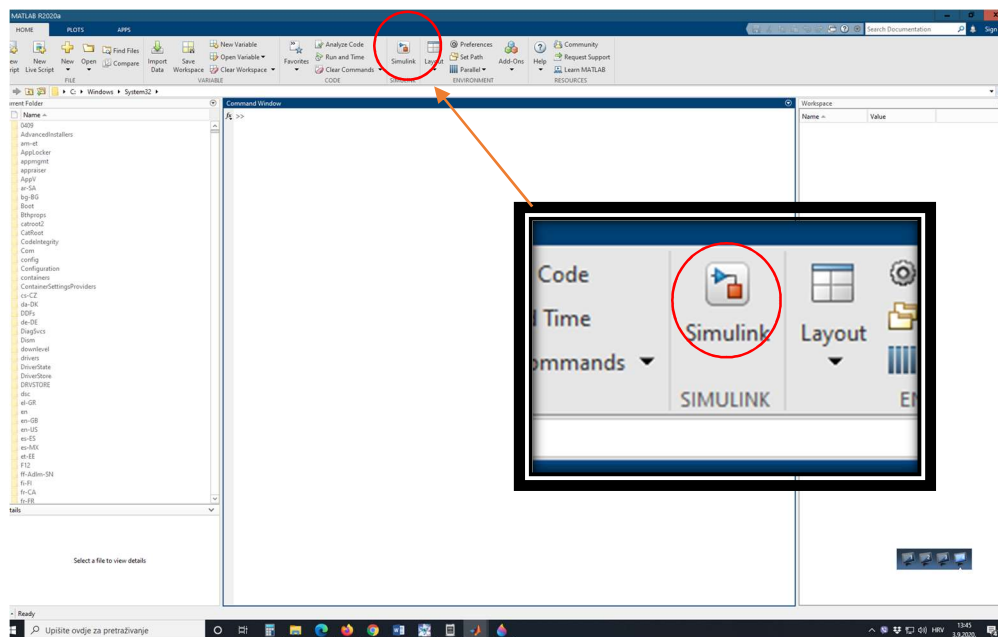 MATLAB R2020a
HOME PLOTS APPS
Search Documentation
Sign
New Live Script
New
Open
Find Files
Compare
FILE
Import Data
Save Workspace
New Variable
Open Variable
Clear Workspace
VARIABLE
Favorites
Analyze Code
Run and Time
Clear Commands
CODE
Simulink
SIMULINK
Layout
Preferences
Set Path
Parallel
Add-Ons
ENVIRONMENT
Help
Community
Request Support
Learn MATLAB
RESOURCES
C: Windows System32
Command Window
Workspace
Name
0409
AdvancedInstallers
am-et
AppLocker
appmgmt
appraiser
AppV
ar-SA
bg-BG
Boot
Bthprops
catroot2
CatRoot
CodeIntegrity
Com
config
Configuration
containers
ContainerSettingsProviders
cs-CZ
da-DK
DDFs
de-DE
DiagSvcs
Dism
downlevel
drivers
DriverState
DriverStore
DRVSTORE
dsc
el-GR
en
en-GB
en-US
es-ES
es-MX
et-EE
F12
ff-Adlm-SN
fi-FI
fr-CA
fr-FR
fx >>
Name Value
Code
Time
Simulink
Layout
SIMULINK
Select a file to view details
Ready
Upišite ovdje za pretraživanje
HRV
13:45
3.9.2020.